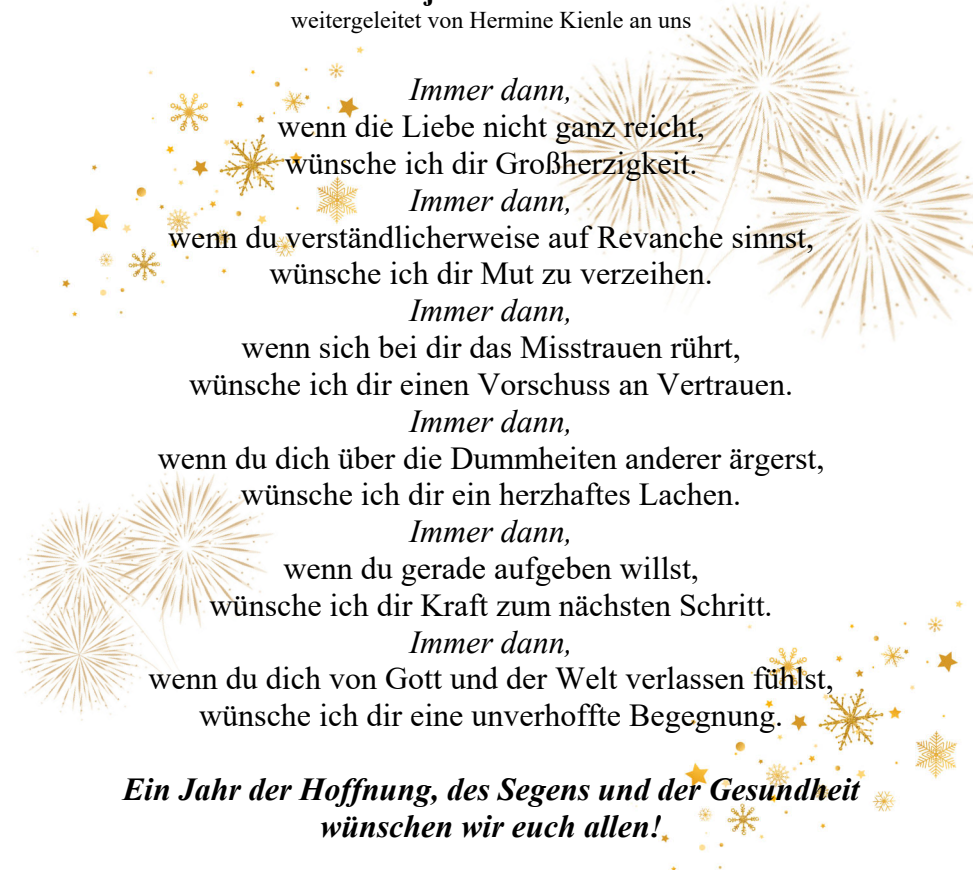 weitergeleitet von Hermine Kienle an uns
Immer dann,
wenn die Liebe nicht ganz reicht,
wünsche ich dir Großherzigkeit.
Immer dann,
wenn du verständlicherweise auf Revanche sinnst,
wünsche ich dir Mut zu verzeihen.
Immer dann,
wenn sich bei dir das Misstrauen rührt,
wünsche ich dir einen Vorschuss an Vertrauen.
Immer dann,
wenn du dich über die Dummheiten anderer ärgerst,
wünsche ich dir ein herzhaftes Lachen.
Immer dann,
wenn du gerade aufgeben willst,
wünsche ich dir Kraft zum nächsten Schritt.
Immer dann,
wenn du dich von Gott und der Welt verlassen fühlst,
wünsche ich dir eine unverhoffte Begegnung.
Ein Jahr der Hoffnung, des Segens und der Gesundheit
wünschen wir euch allen!